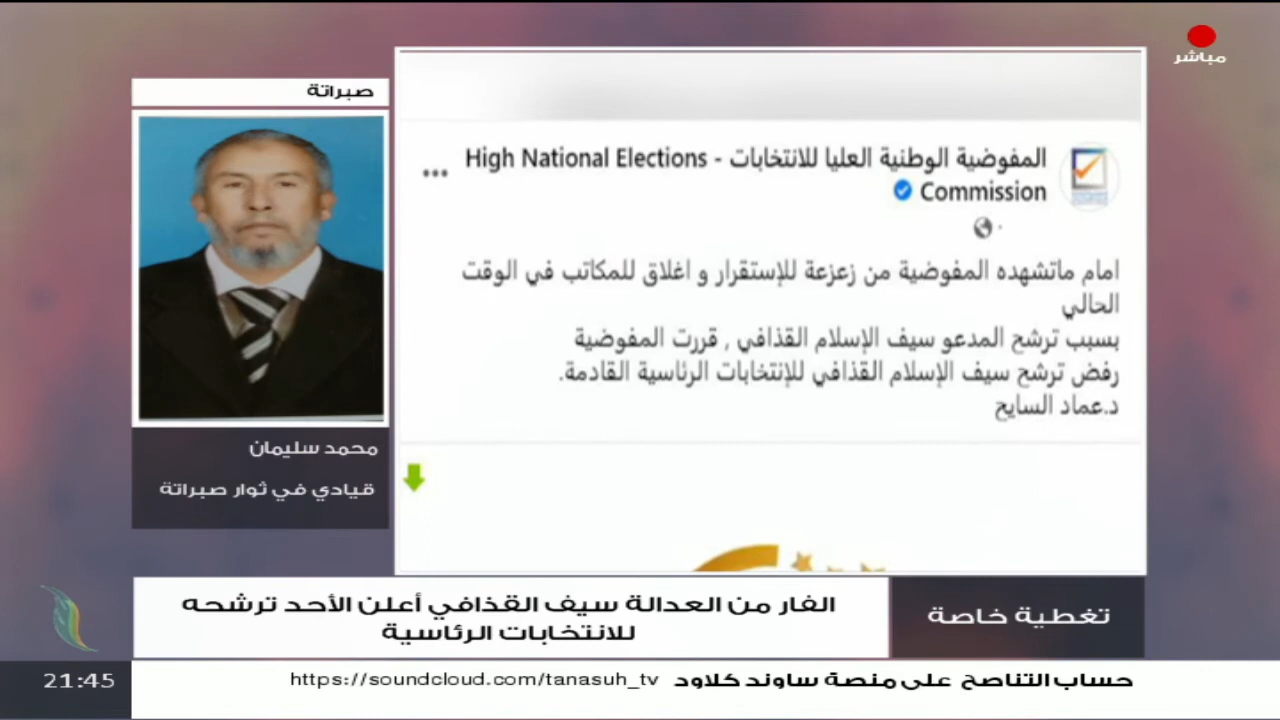 مباشر
صبراتة
المفوضية الوطنية العليا للانتخابات - High National Elections
Commission
امام ماتشهده المفوضية من زعزعة للإستقرار و اغلاق للمكاتب في الوقت
الحالي
بسبب ترشح المدعو سيف الإسلام القذافي , قررت المفوضية
رفض ترشح سيف الإسلام القذافي للإنتخابات الرئاسية القادمة.
د.عماد السايح
محمد سليمان
قيادي في ثوار صبراتة
تغطية خاصة
الفار من العدالة سيف القذافي أعلن الأحد ترشحه
للانتخابات الرئاسية
حساب التناصح على منصة ساوند كلاود https://soundcloud.com/tanasuh_tv
21:45